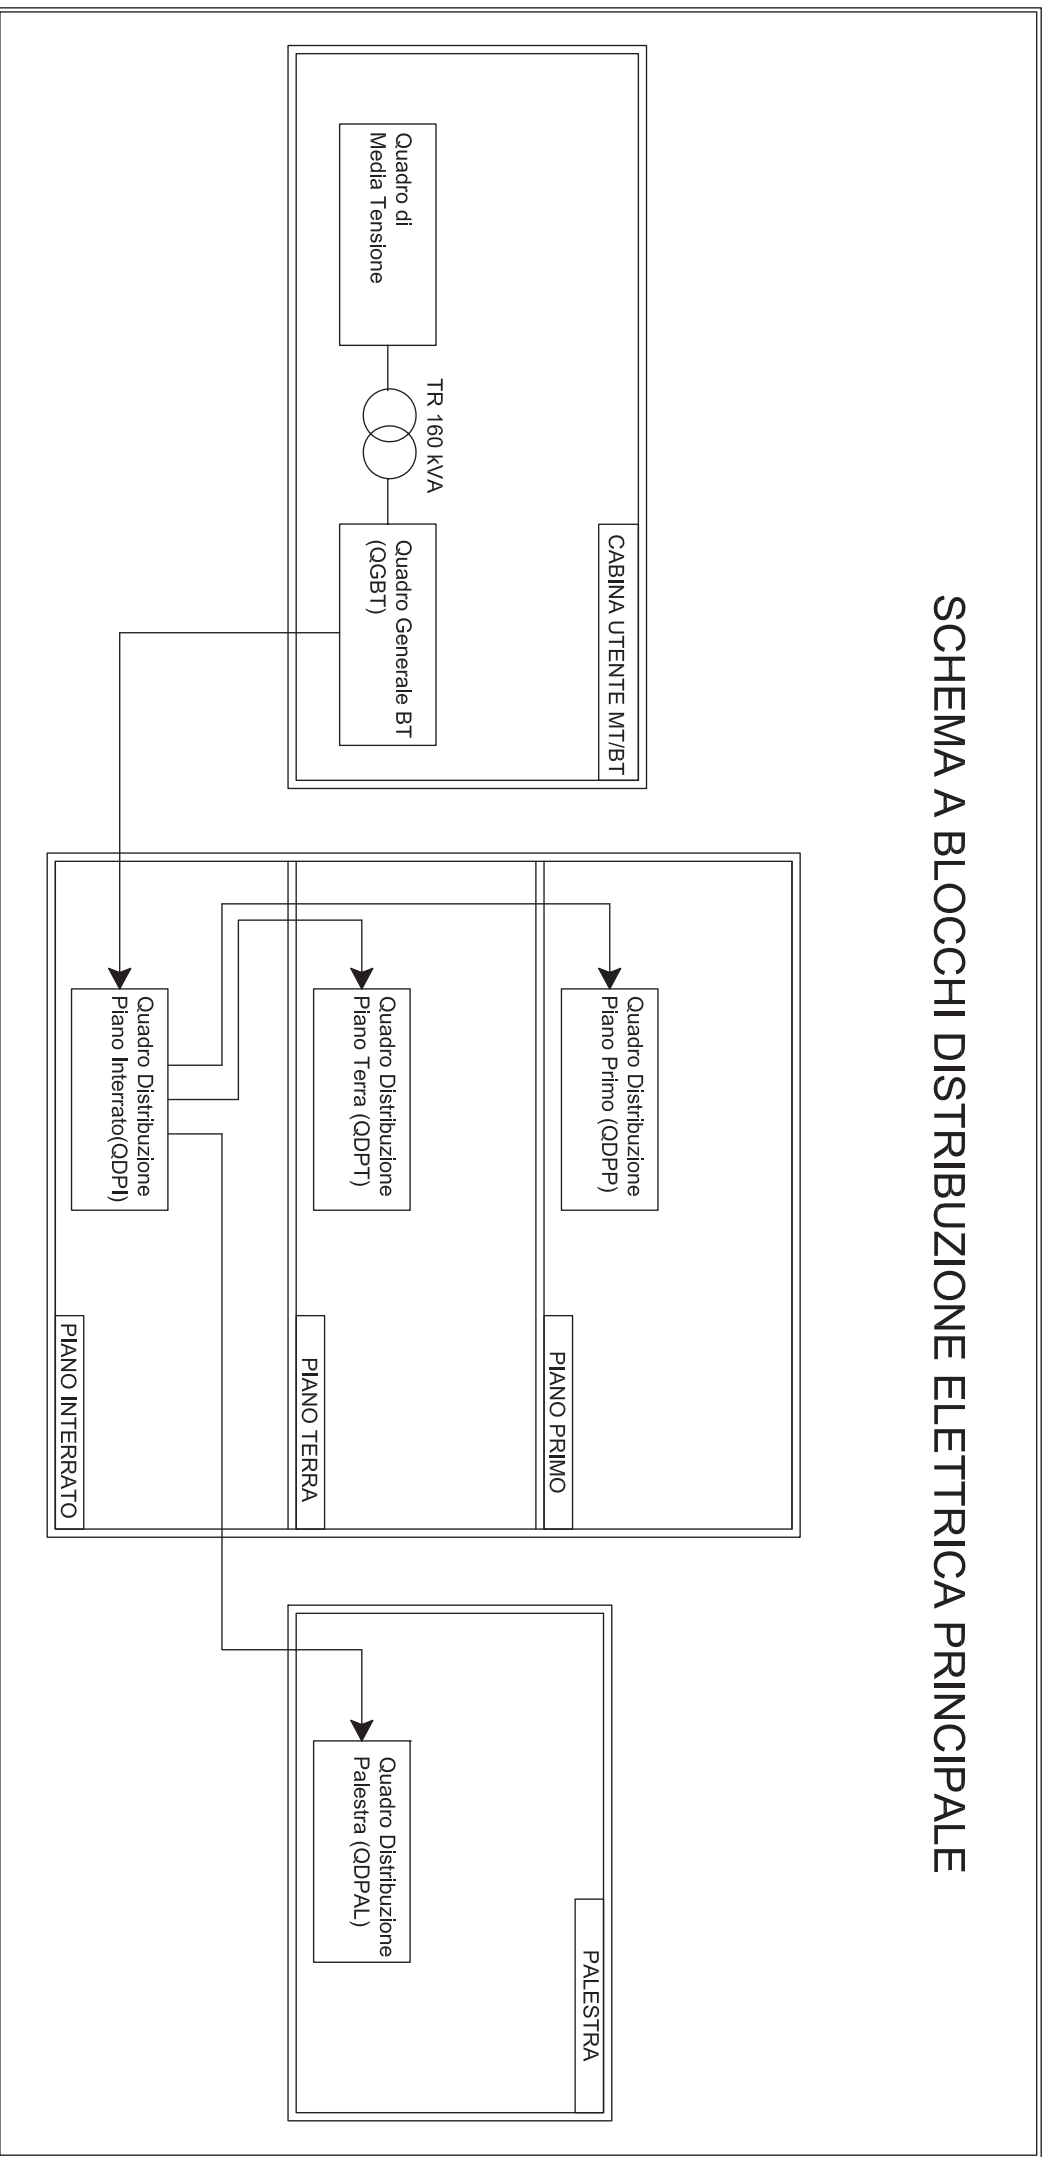 SCHEMA A BLOCCHI DISTRIBUZIONE ELETTRICA PRINCIPALE
CABINA UTENTE MT/BT
Quadro di
Media Tensione
TR 160 kVA
Quadro Generale BT
(QGBT)
Quadro Distribuzione
Piano Primo (QDPP)
PIANO PRIMO
Quadro Distribuzione
Piano Terra (QDPT)
PIANO TERRA
Quadro Distribuzione
Piano Interrato(QDPI)
PIANO INTERRATO
PALESTRA
Quadro Distribuzione
Palestra (QDPAL)